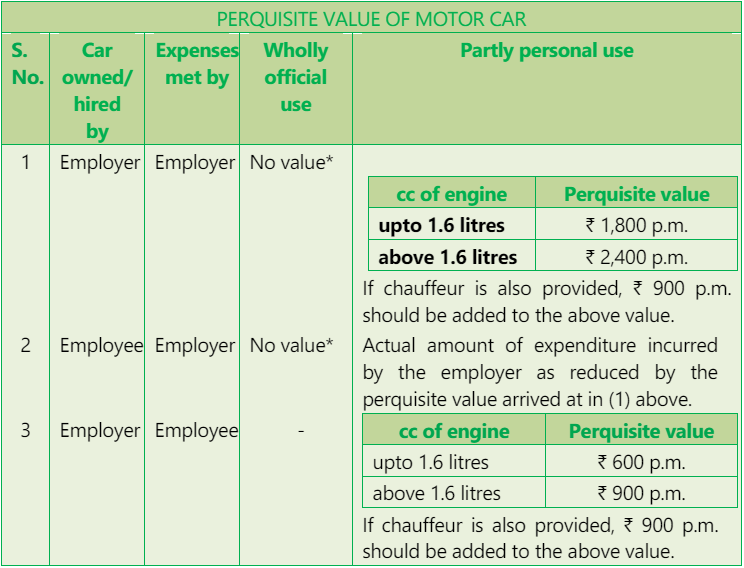 PERQUISITE VALUE OF MOTOR CAR
S. No. Car owned/ hired by Expenses met by Wholly official use Partly personal use
1 Employer Employer No value*
cc of engine Perquisite value
upto 1.6 litres ₹ 1,800 p.m.
above 1.6 litres ₹ 2,400 p.m.
If chauffeur is also provided, ₹ 900 p.m.
should be added to the above value.
2 Employee Employer No value* Actual amount of expenditure incurred
by the employer as reduced by the
perquisite value arrived at in (1) above.
3 Employer Employee -
cc of engine Perquisite value
upto 1.6 litres ₹ 600 p.m.
above 1.6 litres ₹ 900 p.m.
If chauffeur is also provided, ₹ 900 p.m.
should be added to the above value.